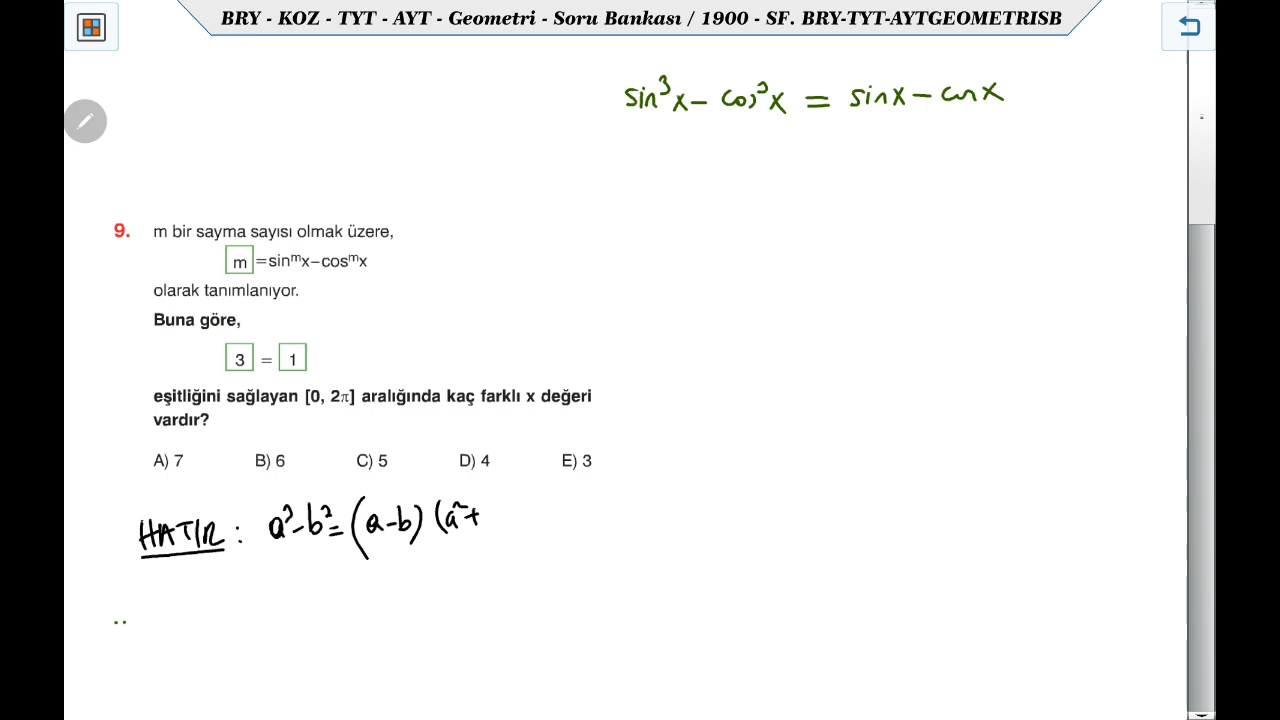 BRY - KOZ - TYT - AYT - Geometri - Soru Bankası / 1900 - SF. BRY-TYT-AYTGEOMETRISB
sin³x - cos³x = sinx - cosx
9. m bir sayma sayısı olmak üzere,
m =sinᵐx–cosᵐx
olarak tanımlanıyor.
Buna göre,
3 = 1
eşitliğini sağlayan [0, 2π] aralığında kaç farklı x değeri
vardır?
A) 7 B) 6 C) 5 D) 4 E) 3
HATIR : a³-b³=(a-b) (a²+